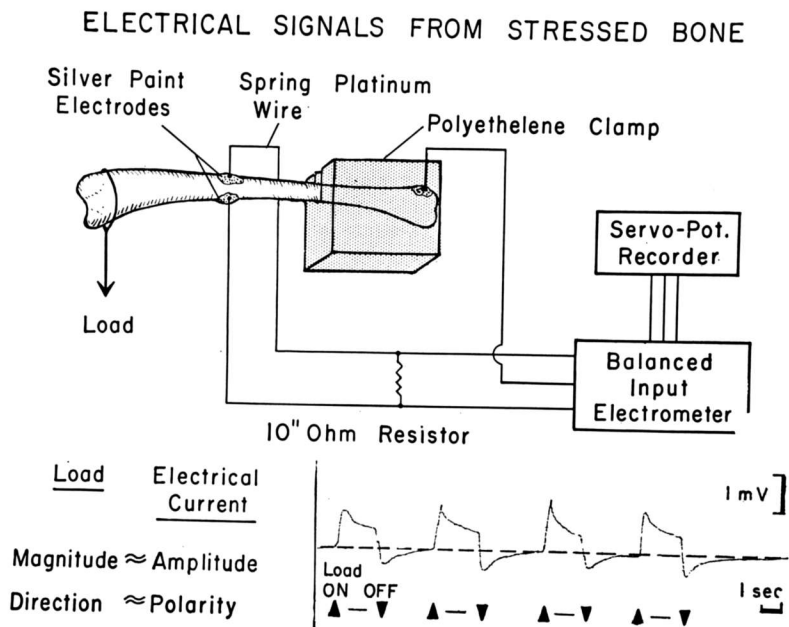 ELECTRICAL SIGNALS FROM STRESSED BONE
Silver Paint
Electrodes
Spring Platinum
Wire
Polyethelene Clamp
Servo-Pot.
Recorder
Load
Balanced
Input
Electrometer
10" Ohm Resistor
Load
Electrical
Current
Magnitude ≈ Amplitude
Direction ≈ Polarity
1 mV
Load
ON OFF
1 sec